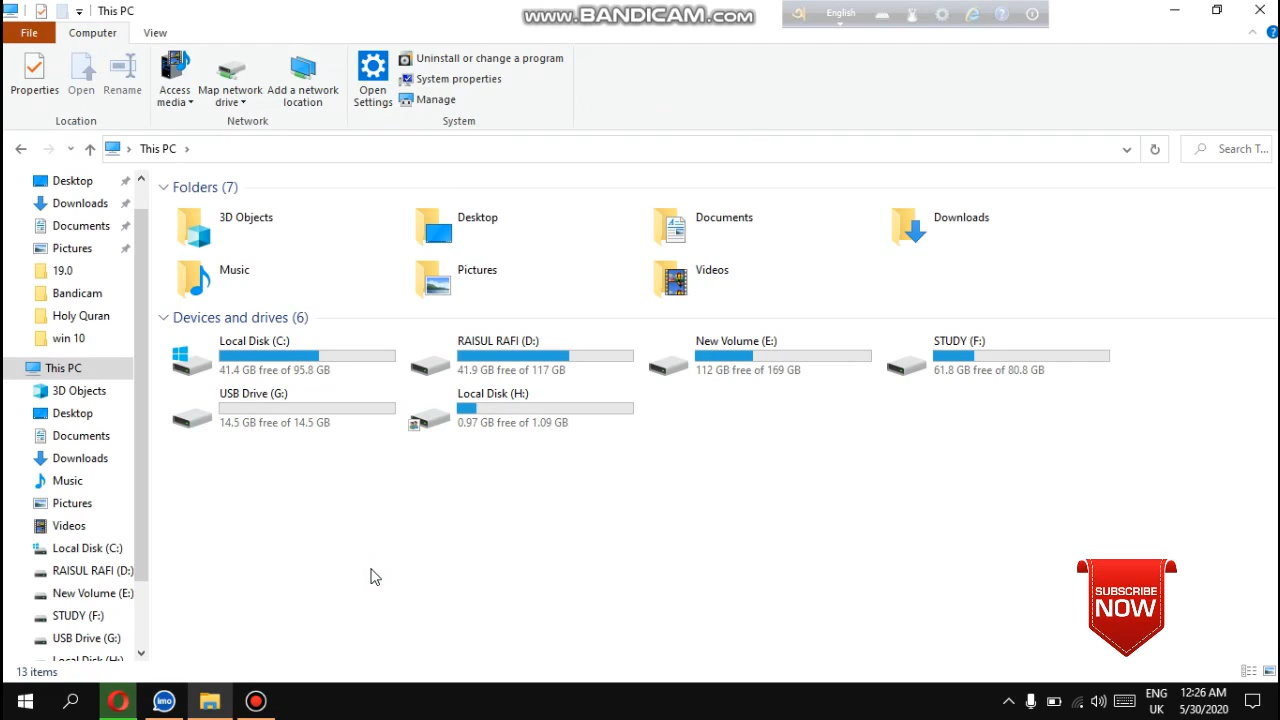 This PC
www.BANDICAM.com
English
File Computer View
Properties
Open
Rename
Access media
Map network drive
Add a network location
Open Settings
Uninstall or change a program
System properties
Manage
Location
Network
System
This PC
Search T...
Desktop
Downloads
Documents
Pictures
19.0
Bandicam
Holy Quran
win 10
This PC
3D Objects
Desktop
Documents
Downloads
Music
Pictures
Videos
Local Disk (C:)
RAISUL RAFI (D:)
New Volume (E:)
STUDY (F:)
USB Drive (G:)
Local Disk (H:)
Folders (7)
3D Objects
Desktop
Documents
Downloads
Music
Pictures
Videos
Devices and drives (6)
Local Disk (C:)
41.4 GB free of 95.8 GB
RAISUL RAFI (D:)
41.9 GB free of 117 GB
New Volume (E:)
112 GB free of 169 GB
STUDY (F:)
61.8 GB free of 80.8 GB
USB Drive (G:)
14.5 GB free of 14.5 GB
Local Disk (H:)
0.97 GB free of 1.09 GB
SUBSCRIBE
NOW
13 items
imo
ENG
UK
12:26 AM
5/30/2020